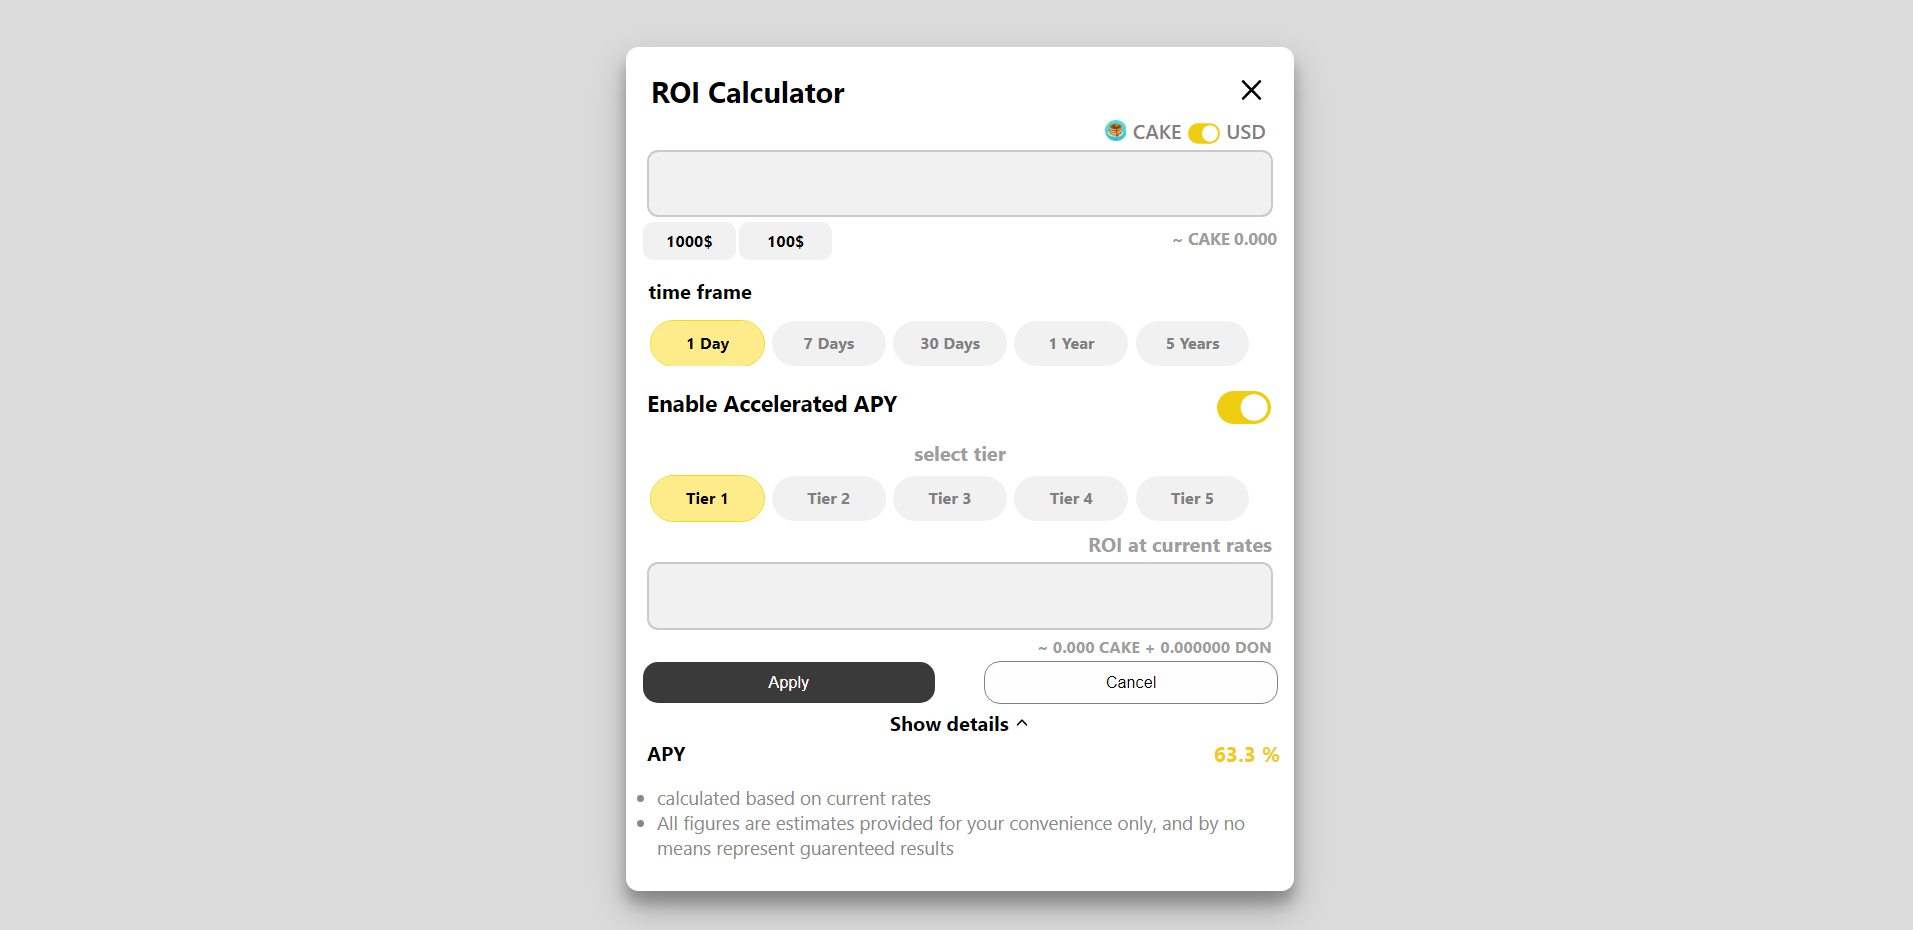 ROI Calculator
CAKE USD
1000$ 100$ ~ CAKE 0.000
time frame
1 Day 7 Days 30 Days 1 Year 5 Years
Enable Accelerated APY
select tier
Tier 1 Tier 2 Tier 3 Tier 4 Tier 5
ROI at current rates
~ 0.000 CAKE + 0.000000 DON
Apply Cancel
Show details
APY 63.3 %
calculated based on current rates
All figures are estimates provided for your convenience only, and by no
means represent guarenteed results